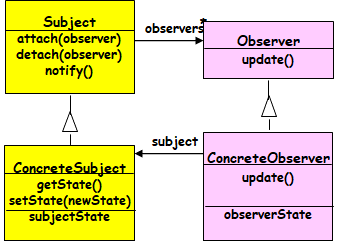 Subject
attach(observer)
detach(observer)
notify()
observers
*
Observer
update()
subject
ConcreteSubject
getState()
setState(newState)
subjectState
ConcreteObserver
update()
observerState